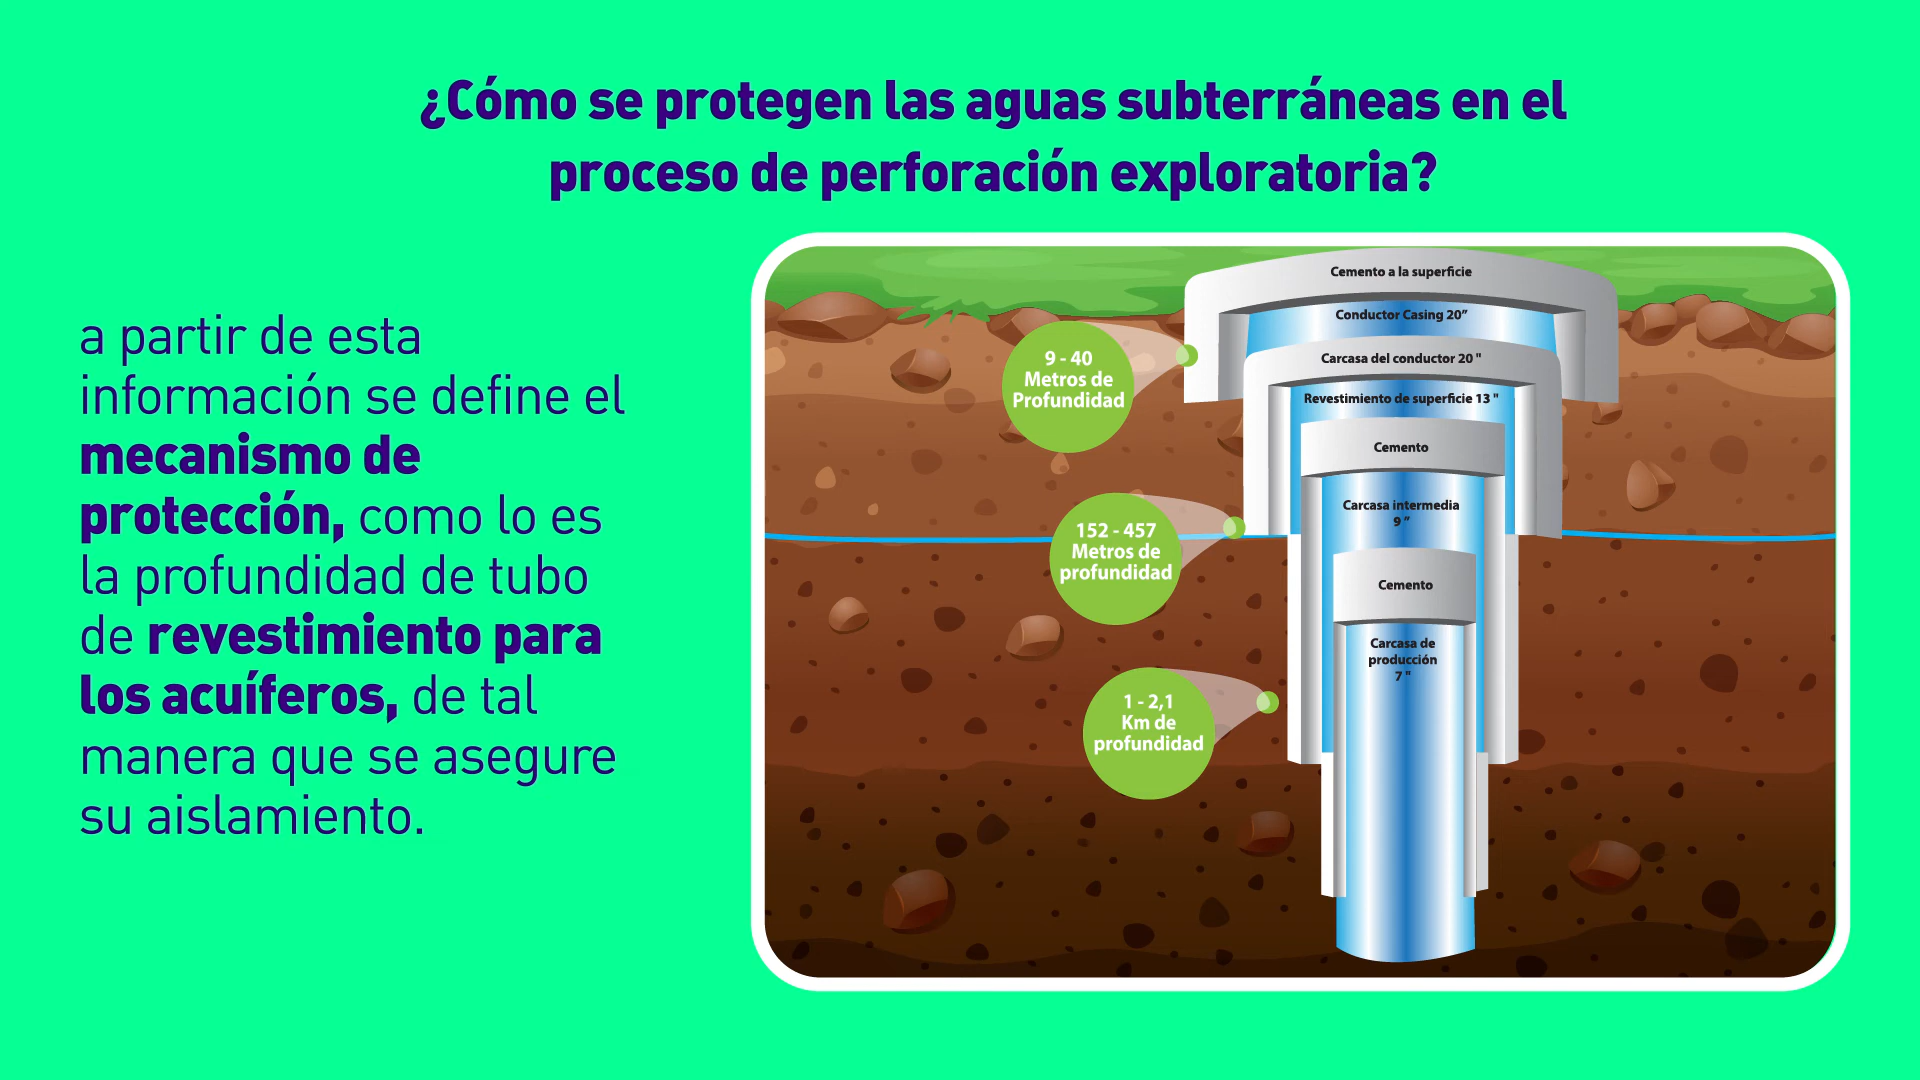 ¿Cómo se protegen las aguas subterráneas en el
proceso de perforación exploratoria?
a partir de esta
información se define el
mecanismo de
protección, como lo es
la profundidad de tubo
de revestimiento para
los acuíferos, de tal
manera que se asegure
su aislamiento.
Cemento a la superficie
Conductor Casing 20”
Carcasa del conductor 20 "
Revestimiento de superficie 13 "
Cemento
Carcasa intermedia
9 ”
Cemento
Carcasa de
producción
7 "
9 - 40
Metros de
Profundidad
152 - 457
Metros de
profundidad
1 - 2,1
Km de
profundidad